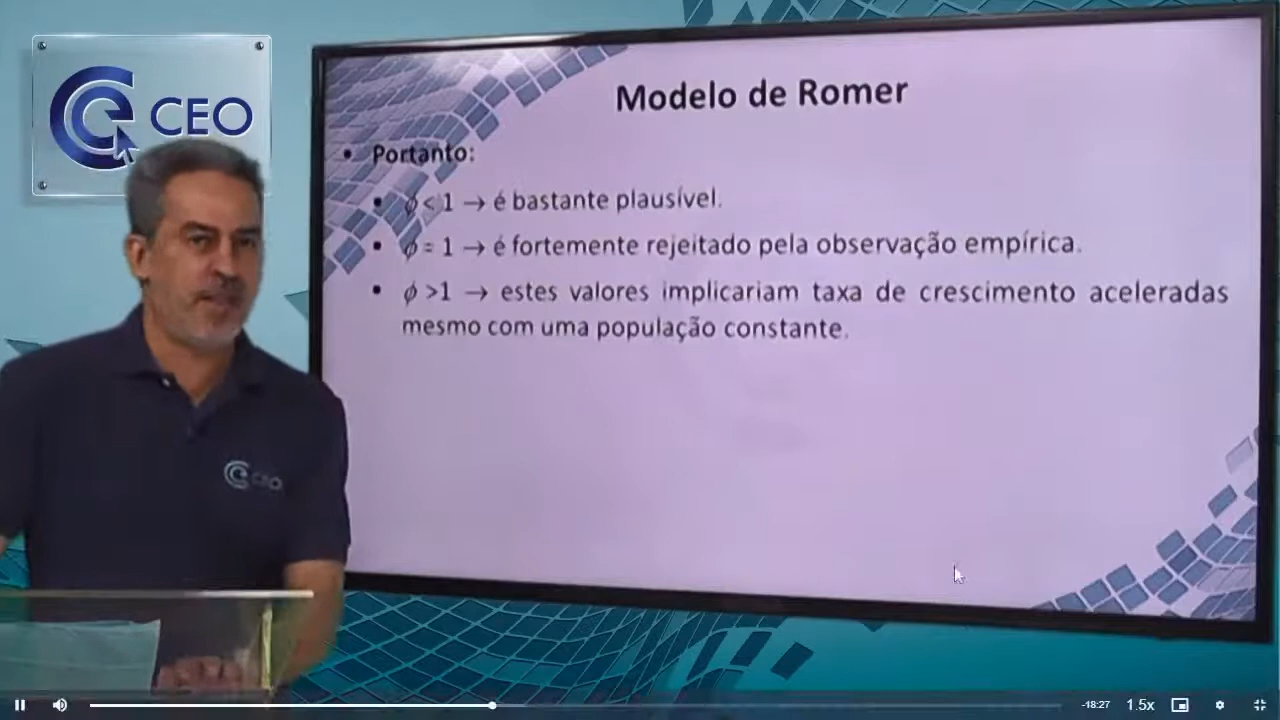 CEO
Modelo de Romer
• Portanto:
• ϕ < 1 → é bastante plausível.
• ϕ = 1 → é fortemente rejeitado pela observação empírica.
• ϕ >1 → estes valores implicariam taxa de crescimento aceleradas
mesmo com uma população constante.
CEO
-18:27
1.5x